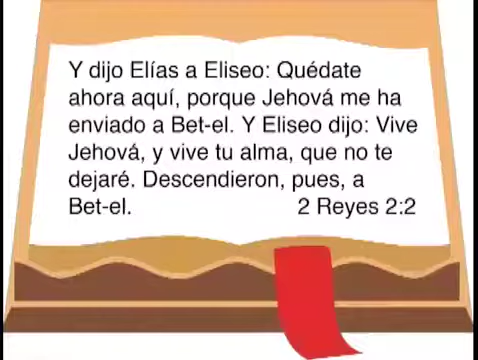 Y dijo Elías a Eliseo: Quédate
ahora aquí, porque Jehová me ha
enviado a Bet-el. Y Eliseo dijo: Vive
Jehová, y vive tu alma, que no te
dejaré. Descendieron, pues, a
Bet-el. 2 Reyes 2:2